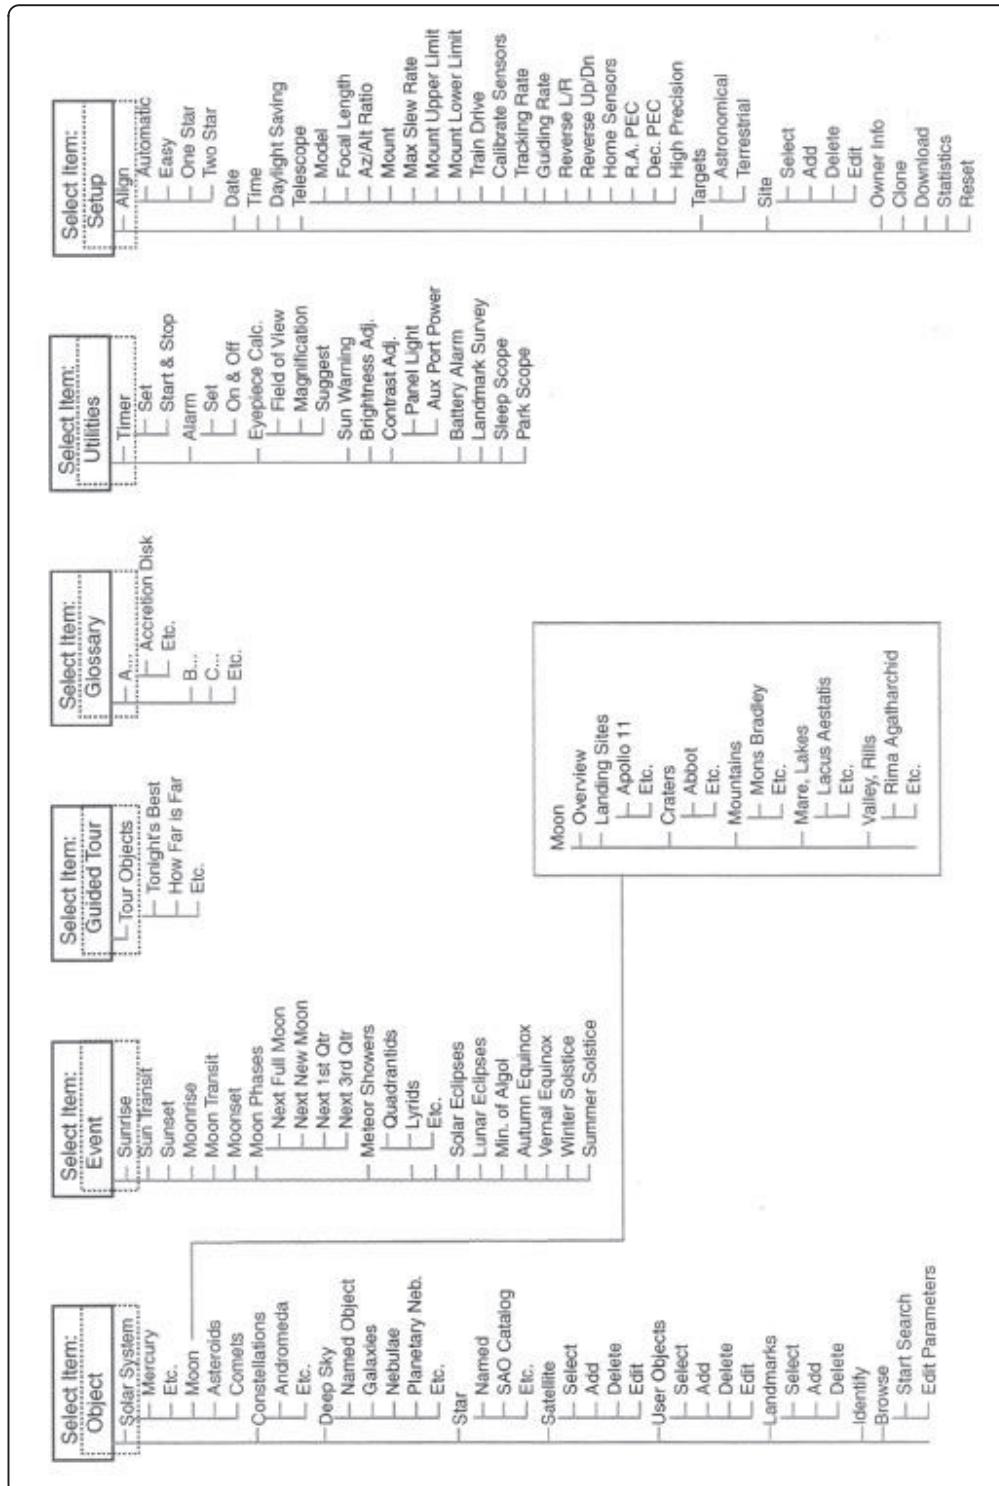 Select Item:
Object
Solar System
Mercury
Etc.
Moon
Asteroids
Comets
Constellations
Andromeda
Etc.
Deep Sky
Named Object
Galaxies
Nebulae
Planetary Neb.
Etc.
Star
Named
SAO Catalog
Etc.
Satellite
Select
Add
Delete
Edit
User Objects
Select
Add
Delete
Edit
Landmarks
Select
Add
Delete
Identify
Browse
Start Search
Edit Parameters
Select Item:
Event
Sunrise
Sun Transit
Sunset
Moonrise
Moon Transit
Moonset
Moon Phases
Next Full Moon
Next New Moon
Next 1st Qtr
Next 3rd Qtr
Meteor Showers
Quadrantids
Lyrids
Etc.
Solar Eclipses
Lunar Eclipses
Min. of Algol
Autumn Equinox
Vernal Equinox
Winter Solstice
Summer Solstice
Select Item:
Guided Tour
Tour Objects
Tonight's Best
How Far is Far
Etc.
Moon
Overview
Landing Sites
Apollo 11
Etc.
Craters
Abbot
Etc.
Mountains
Mons Bradley
Etc.
Mare, Lakes
Lacus Aestatis
Etc.
Valley, Rills
Rima Agatharchid
Etc.
Select Item:
Glossary
A...
Accretion Disk
Etc.
B...
C...
Etc.
Select Item:
Utilities
Timer
Set
Start & Stop
Alarm
Set
On & Off
Eyepiece Calc.
Field of View
Magnification
Suggest
Sun Warning
Brightness Adj.
Contrast Adj.
Panel Light
Aux Port Power
Battery Alarm
Landmark Survey
Sleep Scope
Park Scope
Select Item:
Setup
Align
Automatic
Easy
One Star
Two Star
Date
Time
Daylight Saving
Telescope
Model
Focal Length
Az/Alt Ratio
Mount
Max Slew Rate
Mount Upper Limit
Mount Lower Limit
Train Drive
Calibrate Sensors
Tracking Rate
Guiding Rate
Reverse L/R
Reverse Up/Dn
Home Sensors
R.A. PEC
Dec. PEC
High Precision
Targets
Astronomical
Terrestrial
Site
Select
Add
Delete
Edit
Owner Info
Clone
Download
Statistics
Reset